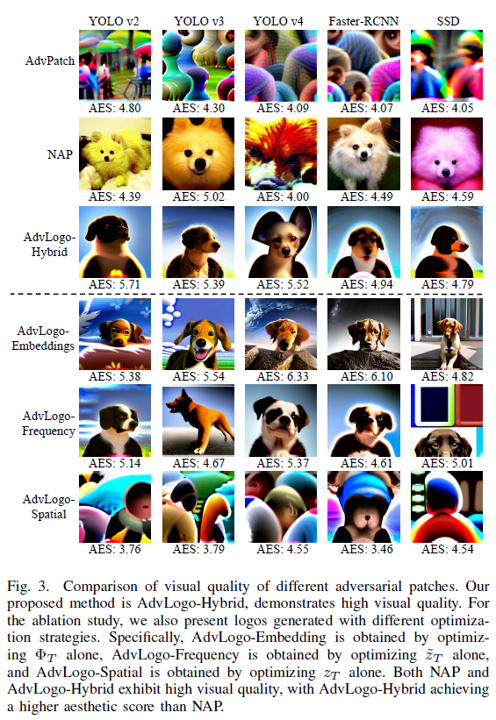 YOLO v2 YOLO v3 YOLO v4 Faster-RCNN SSD
AdvPatch
AES: 4.80 AES: 4.30 AES: 4.09 AES: 4.07 AES: 4.05
NAP
AES: 4.39 AES: 5.02 AES: 4.00 AES: 4.49 AES: 4.59
AdvLogo-
Hybrid
AES: 5.71 AES: 5.39 AES: 5.52 AES: 4.94 AES: 4.79
AdvLogo-
Embeddings
AES: 5.38 AES: 5.54 AES: 6.33 AES: 6.10 AES: 4.82
AdvLogo-
Frequency
AES: 5.14 AES: 4.67 AES: 5.37 AES: 4.61 AES: 5.01
AdvLogo-
Spatial
AES: 3.76 AES: 3.79 AES: 4.55 AES: 3.46 AES: 4.54
Fig. 3. Comparison of visual quality of different adversarial patches. Our
proposed method is AdvLogo-Hybrid, demonstrates high visual quality. For
the ablation study, we also present logos generated with different optimiza-
tion strategies. Specifically, AdvLogo-Embedding is obtained by optimiz-
ing Φ_T alone, AdvLogo-Frequency is obtained by optimizing z̃_T alone,
and AdvLogo-Spatial is obtained by optimizing z_T alone. Both NAP and
AdvLogo-Hybrid exhibit high visual quality, with AdvLogo-Hybrid achieving
a higher aesthetic score than NAP.